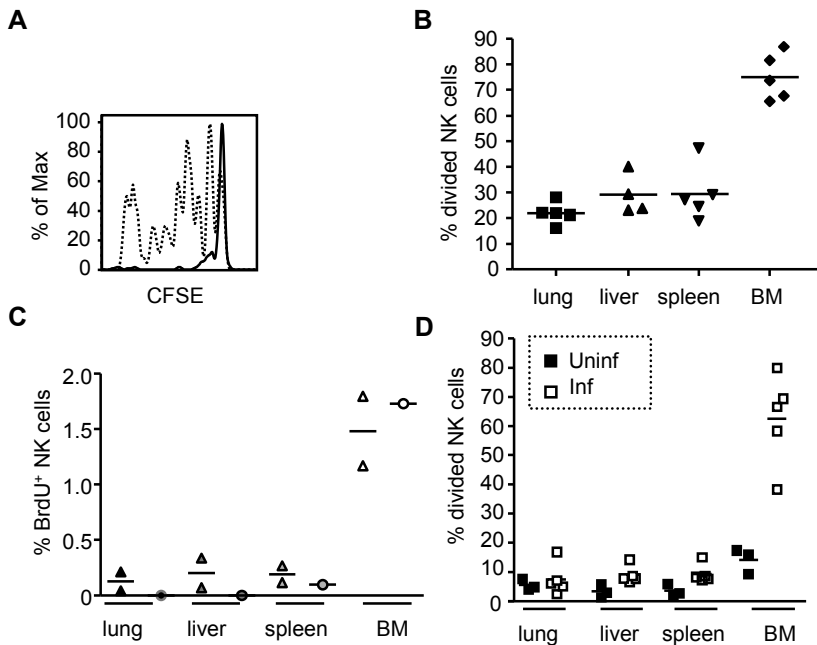 A
% of Max
100
80
60
40
20
0
CFSE
B
% divided NK cells
90
80
70
60
50
40
30
20
10
0
lung liver spleen BM
C
% BrdU⁺ NK cells
2.0
1.5
1.0
0.5
0
lung liver spleen BM
D
% divided NK cells
90
80
70
60
50
40
30
20
10
0
Uninf
Inf
lung liver spleen BM